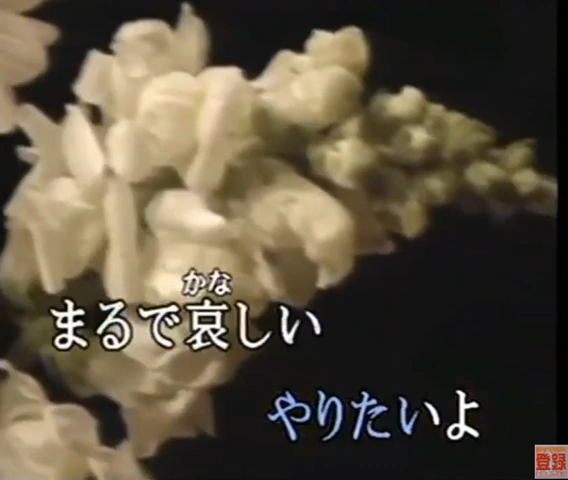 かな
まるで哀しい
やりたいよ
登録